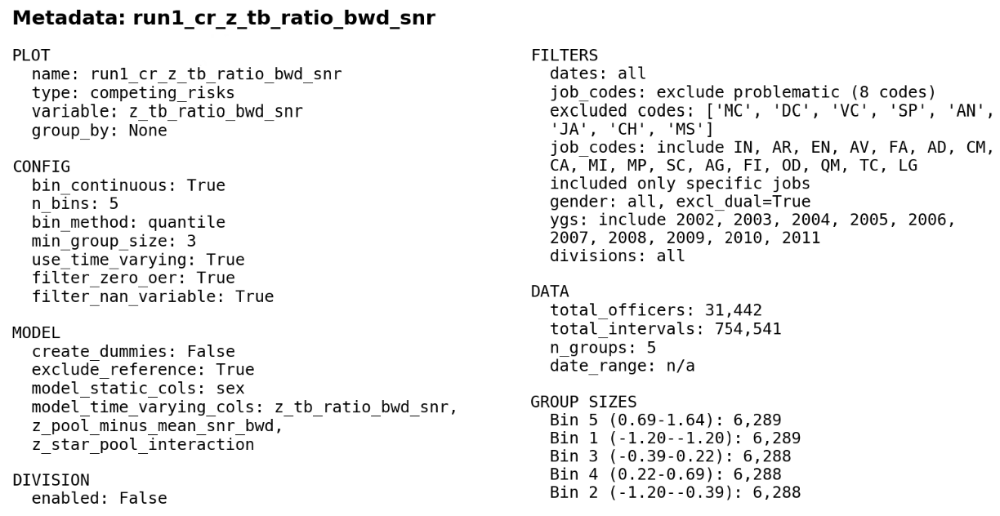 Metadata: run1_cr_z_tb_ratio_bwd_snr
PLOT
name: run1_cr_z_tb_ratio_bwd_snr
type: competing_risks
variable: z_tb_ratio_bwd_snr
group_by: None
CONFIG
bin_continuous: True
n_bins: 5
bin_method: quantile
min_group_size: 3
use_time_varying: True
filter_zero_oer: True
filter_nan_variable: True
MODEL
create_dummies: False
exclude_reference: True
model_static_cols: sex
model_time_varying_cols: z_tb_ratio_bwd_snr,
z_pool_minus_mean_snr_bwd,
z_star_pool_interaction
DIVISION
enabled: False
FILTERS
dates: all
job_codes: exclude problematic (8 codes)
excluded codes: ['MC', 'DC', 'VC', 'SP', 'AN',
'JA', 'CH', 'MS']
job_codes: include IN, AR, EN, AV, FA, AD, CM,
CA, MI, MP, SC, AG, FI, OD, QM, TC, LG
included only specific jobs
gender: all, excl_dual=True
ygs: include 2002, 2003, 2004, 2005, 2006,
2007, 2008, 2009, 2010, 2011
divisions: all
DATA
total_officers: 31,442
total_intervals: 754,541
n_groups: 5
date_range: n/a
GROUP SIZES
Bin 5 (0.69-1.64): 6,289
Bin 1 (-1.20--1.20): 6,289
Bin 3 (-0.39-0.22): 6,288
Bin 4 (0.22-0.69): 6,288
Bin 2 (-1.20--0.39): 6,288